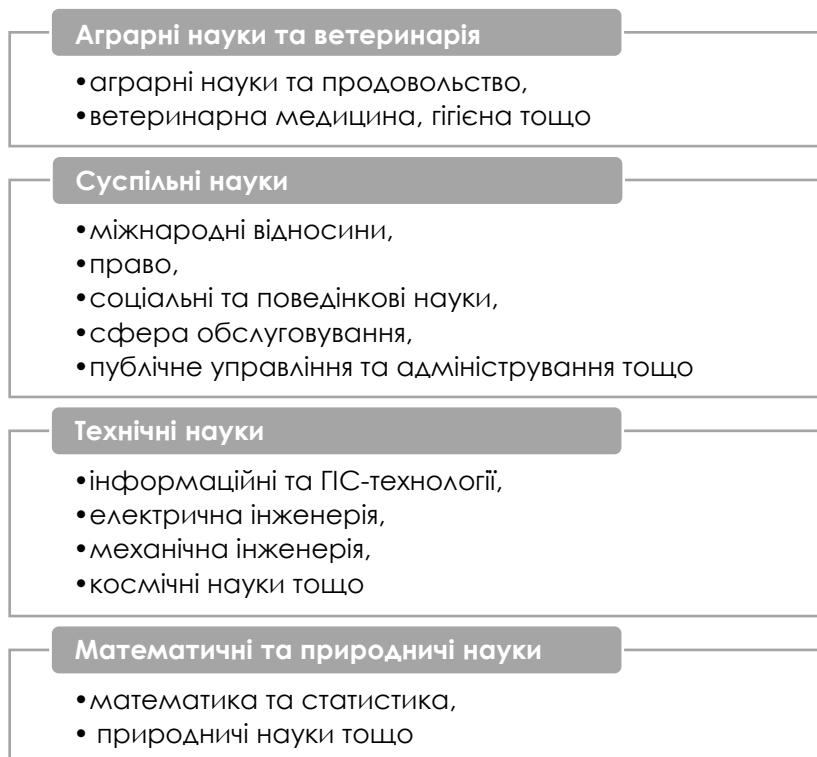 Аграрні науки та ветеринарія
•аграрні науки та продовольство,
•ветеринарна медицина, гігієна тощо
Суспільні науки
•міжнародні відносини,
•право,
•соціальні та поведінкові науки,
•сфера обслуговування,
•публічне управління та адміністрування тощо
Технічні науки
•інформаційні та ГІС-технології,
•електрична інженерія,
•механічна інженерія,
•космічні науки тощо
Математичні та природничі науки
•математика та статистика,
• природничі науки тощо